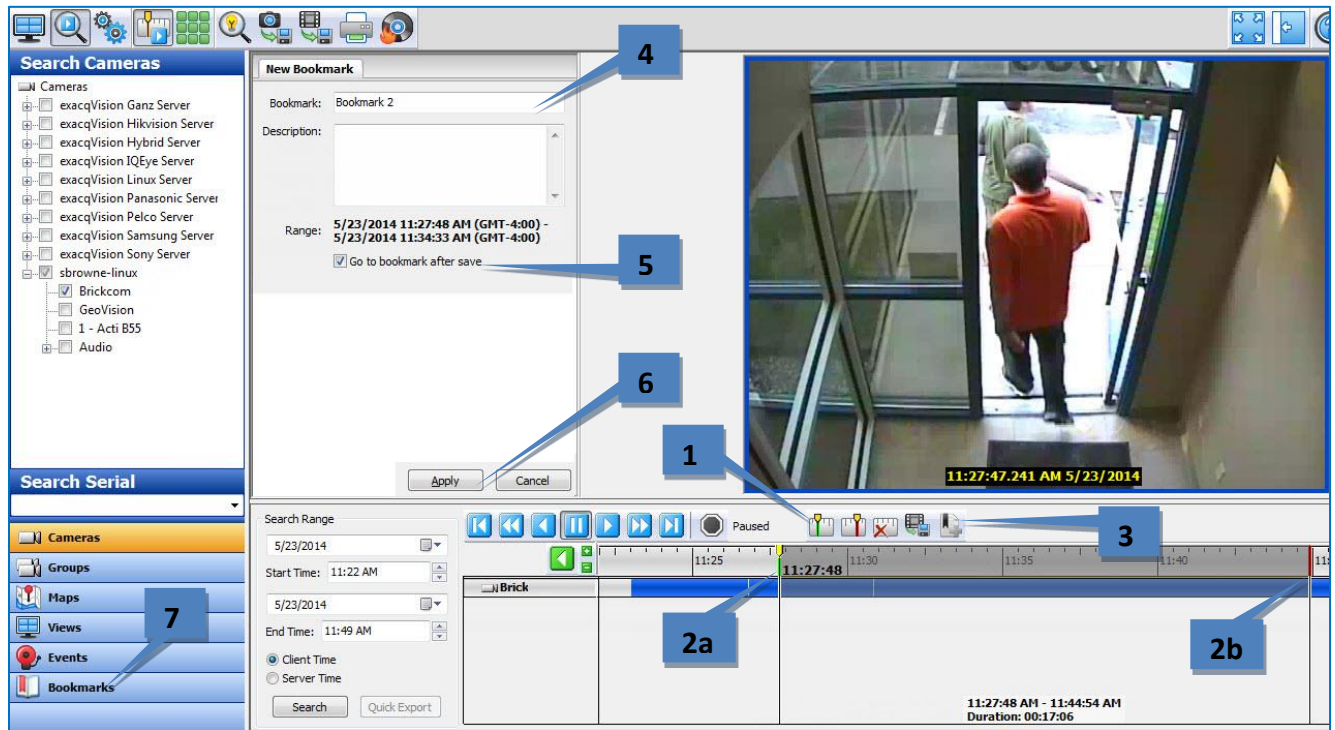 Search Cameras
Cameras
exacqVision Ganz Server
exacqVision Hikvision Server
exacqVision Hybrid Server
exacqVision IQEye Server
exacqVision Linux Server
exacqVision Panasonic Server
exacqVision Pelco Server
exacqVision Samsung Server
exacqVision Sony Server
sbrowne-linux
Brickcom
GeoVision
1 - Acti B55
Audio
Search Serial
Cameras
Groups
Maps
Views
Events
Bookmarks
7
New Bookmark
4
Bookmark: Bookmark 2
Description:
Range: 5/23/2014 11:27:48 AM (GMT-4:00) -
5/23/2014 11:34:33 AM (GMT-4:00)
Go to bookmark after save
5
6
Apply Cancel
11:27:47.241 AM 5/23/2014
1
3
Search Range
5/23/2014
Start Time: 11:22 AM
5/23/2014
End Time: 11:49 AM
Client Time
Server Time
Search Quick Export
Paused
11:25 11:27:48 11:30 11:35 11:40 11:
Brick
2a
2b
11:27:48 AM - 11:44:54 AM
Duration: 00:17:06